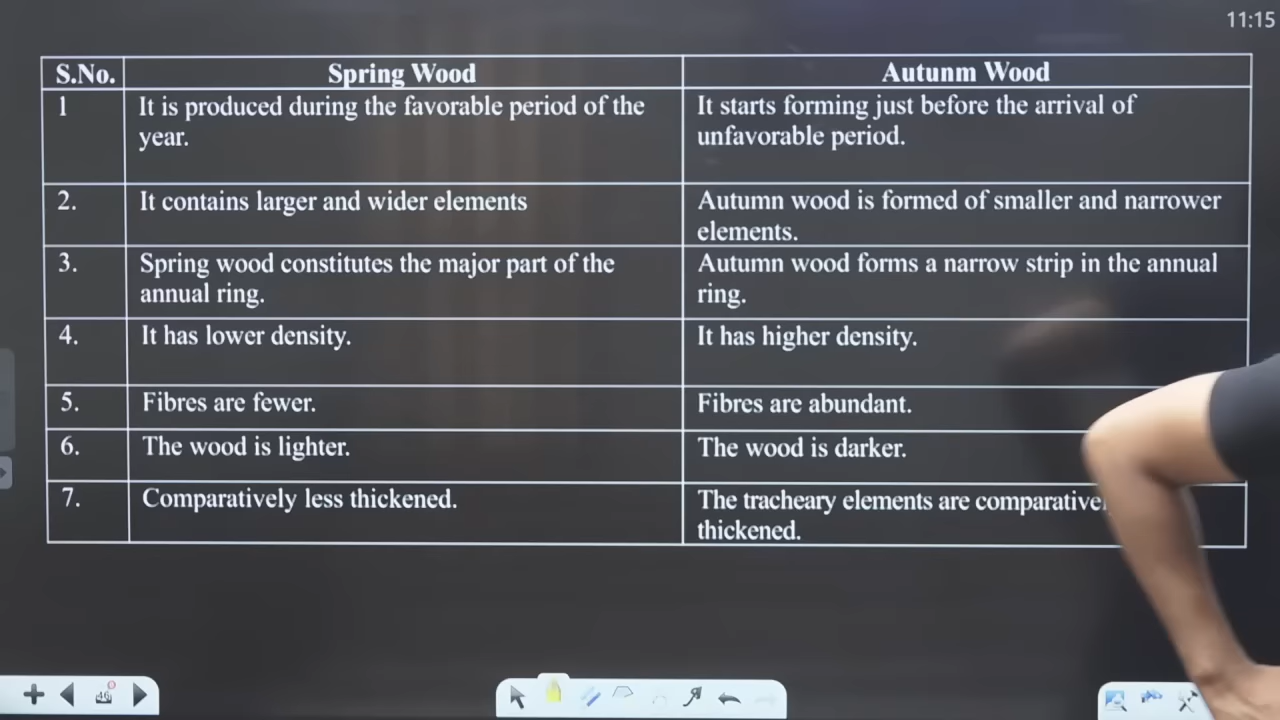 11:15
S.No. Spring Wood Autunm Wood
1 It is produced during the favorable period of the year. It starts forming just before the arrival of unfavorable period.
2. It contains larger and wider elements Autumn wood is formed of smaller and narrower elements.
3. Spring wood constitutes the major part of the annual ring. Autumn wood forms a narrow strip in the annual ring.
4. It has lower density. It has higher density.
5. Fibres are fewer. Fibres are abundant.
6. The wood is lighter. The wood is darker.
7. Comparatively less thickened. The tracheary elements are thickened.
46